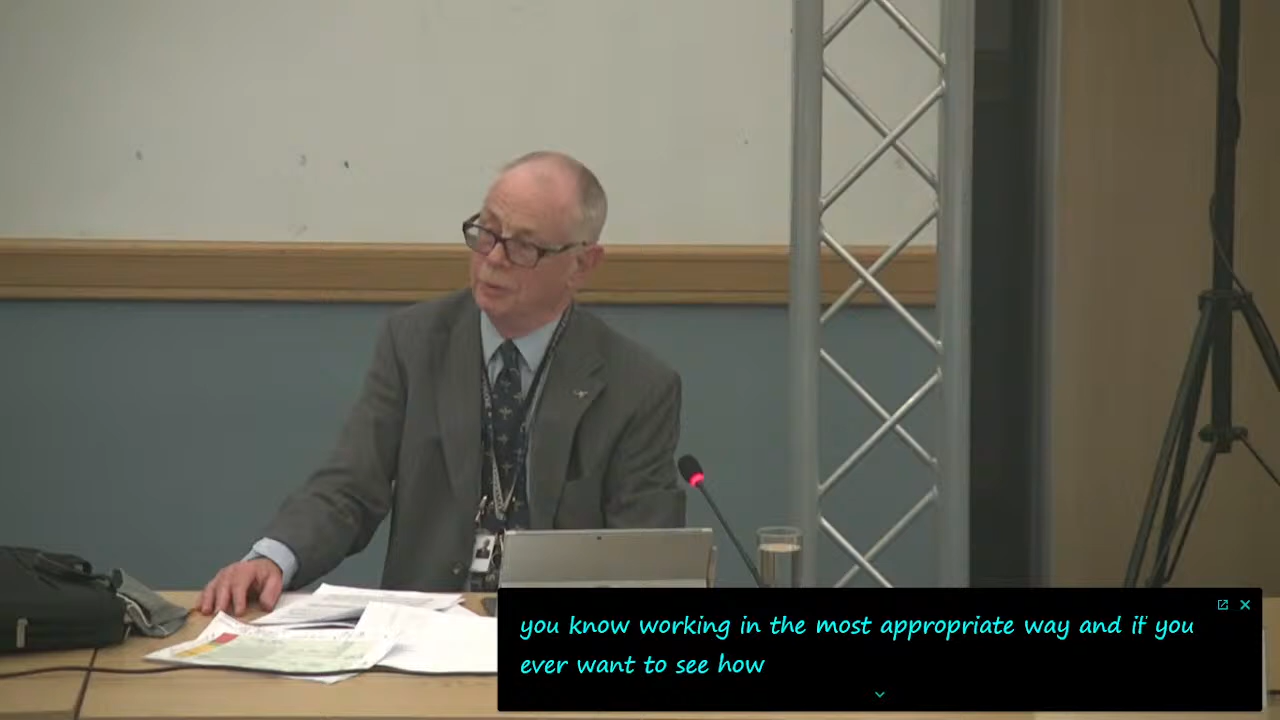 you know working in the most appropriate way and if you
ever want to see how